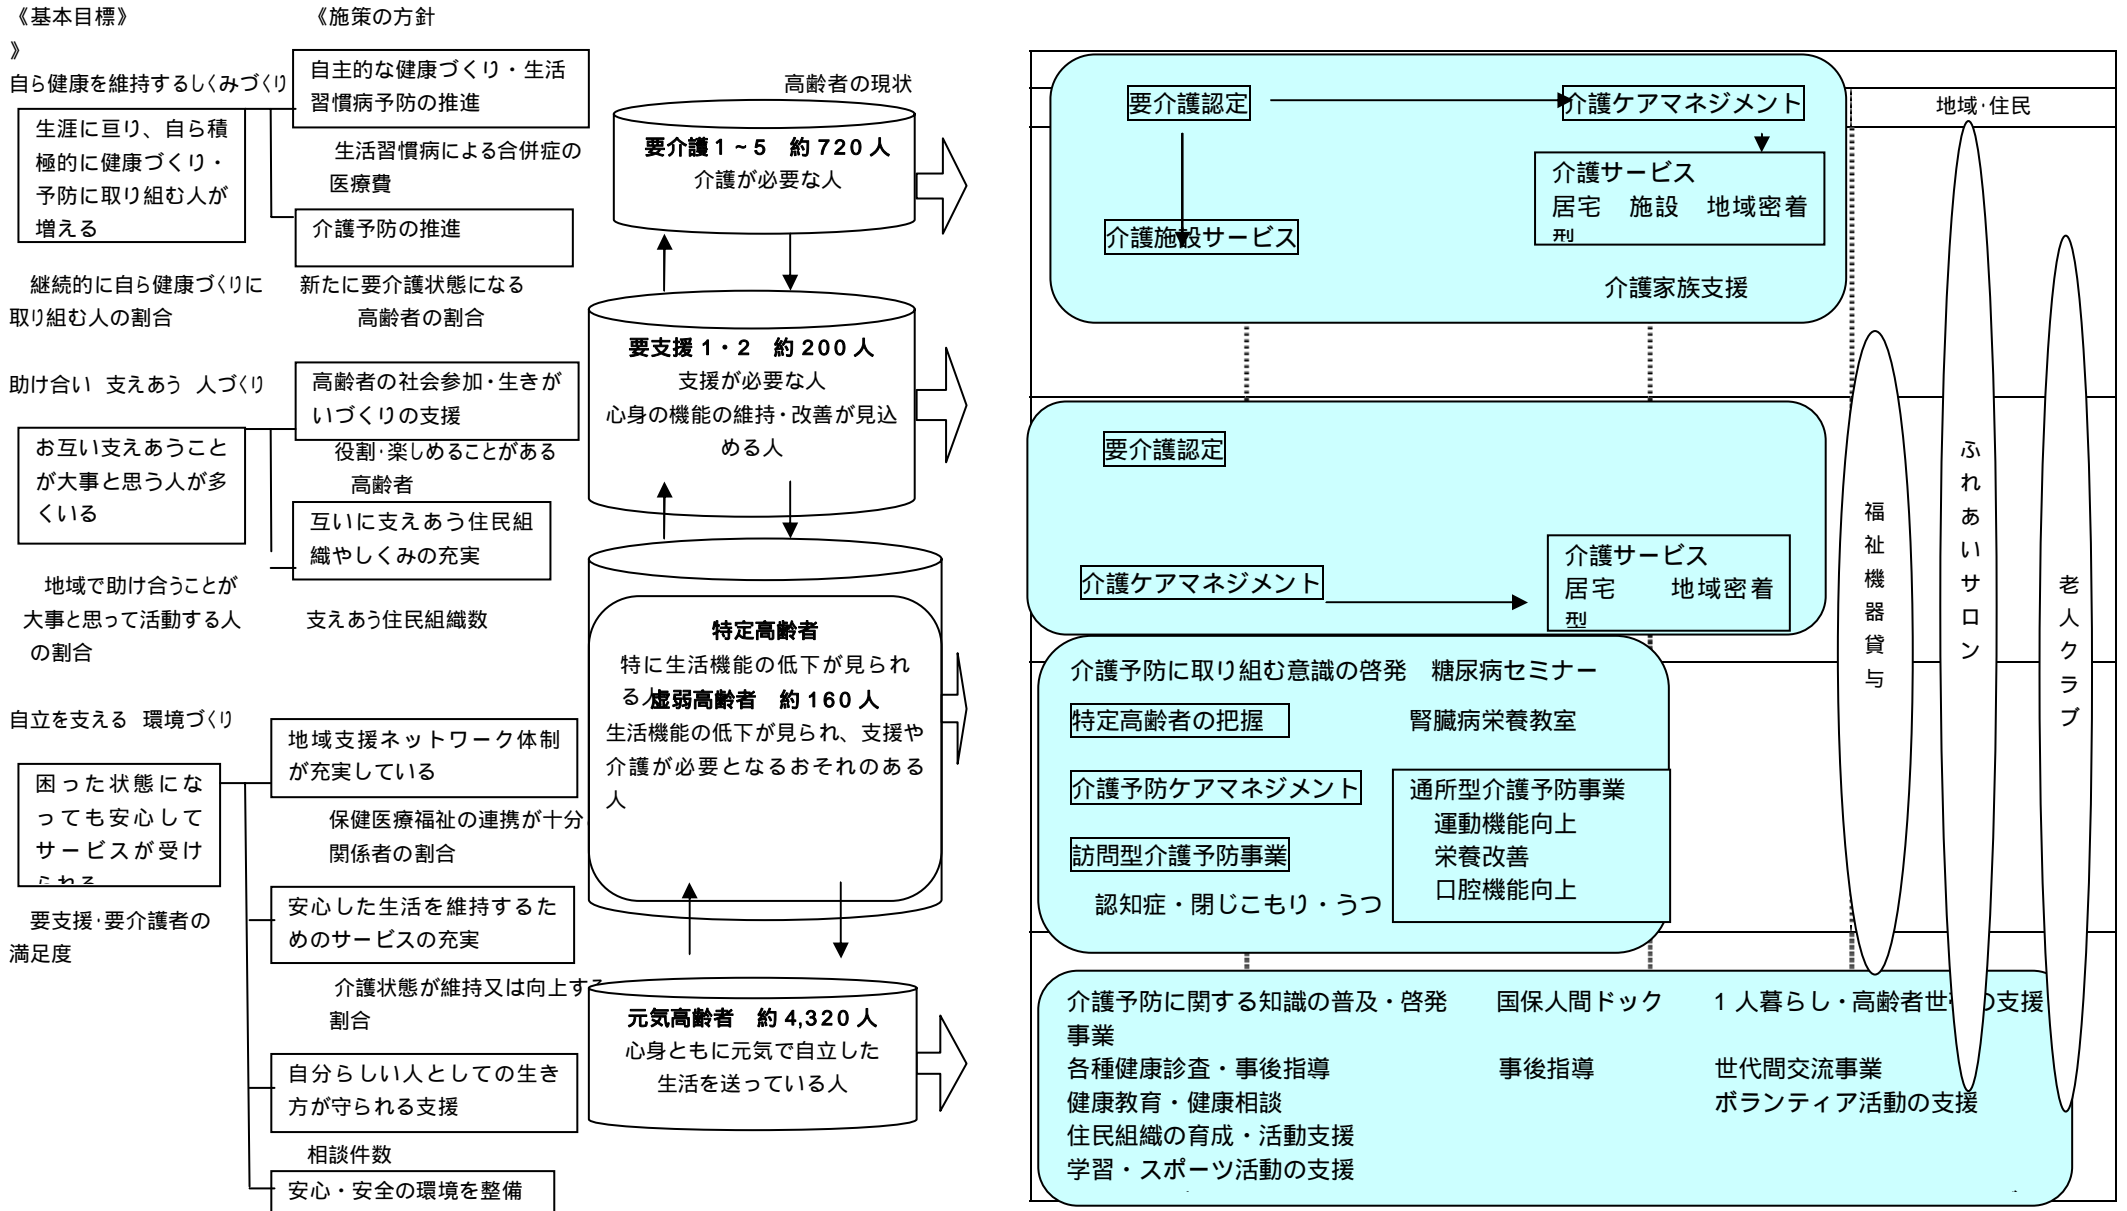 《基本目標》
《施策の方針
》
自ら健康を維持するしくみづくり
生涯に亘り、自ら積
極的に健康づくり・
予防に取り組む人が
増える
継続的に自ら健康づくりに
取り組む人の割合
自主的な健康づくり・生活
習慣病予防の推進
生活習慣病による合併症の
医療費
介護予防の推進
新たに要介護状態になる
高齢者の割合
助け合い 支えあう 人づくり
お互い支えあうこと
が大事と思う人が多
くいる
地域で助け合うことが
大事と思って活動する人
の割合
高齢者の社会参加・生きが
いづくりの支援
役割・楽しめることがある
高齢者
互いに支えあう住民組
織やしくみの充実
支えあう住民組織数
自立を支える 環境づくり
困った状態にな
っても安心して
サービスが受け
られる
要支援・要介護者の
満足度
地域支援ネットワーク体制
が充実している
保健医療福祉の連携が十分
関係者の割合
安心した生活を維持するた
めのサービスの充実
介護状態が維持又は向上する
割合
自分らしい人としての生き
方が守られる支援
相談件数
安心・安全の環境を整備
高齢者の現状
要介護1~5 約720人
介護が必要な人
要支援1・2 約200人
支援が必要な人
心身の機能の維持・改善が見込
める人
特定高齢者
特に生活機能の低下が見られ
る人
虚弱高齢者 約160人
生活機能の低下が見られ、支援や
介護が必要となるおそれのある
人
元気高齢者 約4,320人
心身ともに元気で自立した
生活を送っている人
要介護認定
介護ケアマネジメント
介護施設サービス
介護サービス
居宅 施設 地域密着
型
介護家族支援
要介護認定
介護ケアマネジメント
介護サービス
居宅 地域密着
型
介護予防に取り組む意識の啓発 糖尿病セミナー
特定高齢者の把握 腎臓病栄養教室
介護予防ケアマネジメント
訪問型介護予防事業
認知症・閉じこもり・うつ
通所型介護予防事業
運動機能向上
栄養改善
口腔機能向上
介護予防に関する知識の普及・啓発 国保人間ドック 1人暮らし・高齢者世帯の支援
事業
各種健康診査・事後指導 事後指導 世代間交流事業
健康教育・健康相談 ボランティア活動の支援
住民組織の育成・活動支援
学習・スポーツ活動の支援
地域・住民
福祉機器貸与
ふれあいサロン
老人クラブ